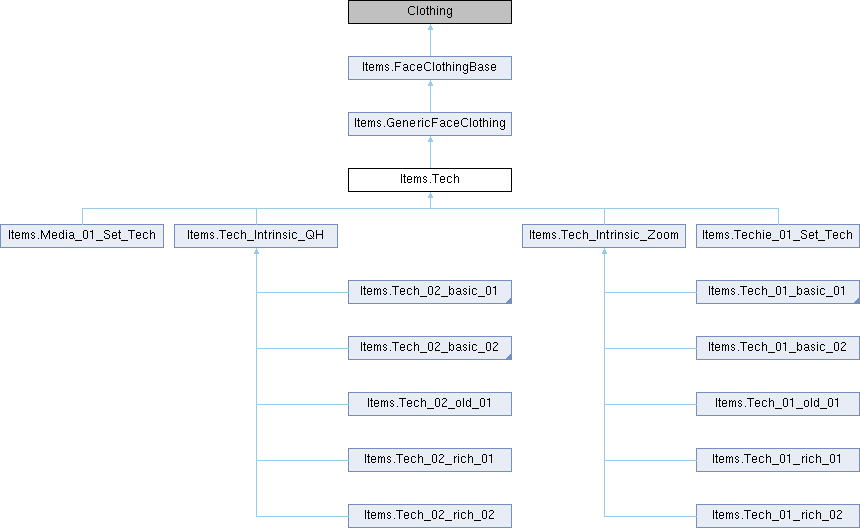 Clothing
Items.FaceClothingBase
Items.GenericFaceClothing
Items.Tech
Items.Media_01_Set_Tech
Items.Tech_Intrinsic_QH
Items.Tech_Intrinsic_Zoom
Items.Techie_01_Set_Tech
Items.Tech_02_basic_01
Items.Tech_01_basic_01
Items.Tech_02_basic_02
Items.Tech_01_basic_02
Items.Tech_02_old_01
Items.Tech_01_old_01
Items.Tech_02_rich_01
Items.Tech_01_rich_01
Items.Tech_02_rich_02
Items.Tech_01_rich_02